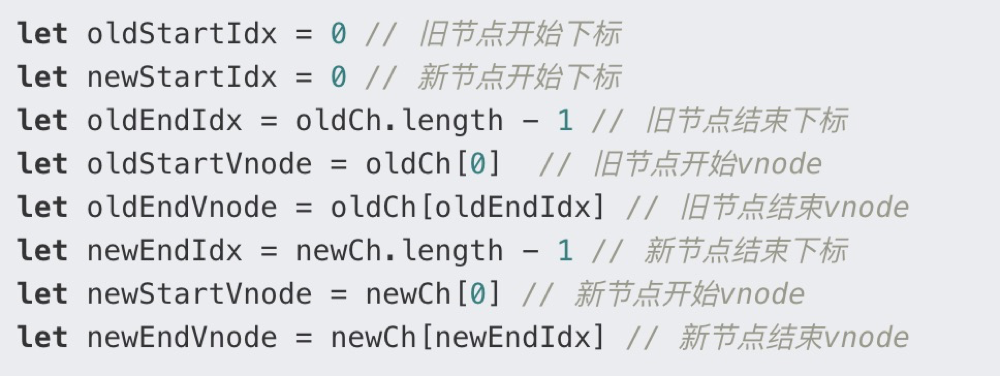 let oldStartIdx = 0 // 旧节点开始下标
let newStartIdx = 0 // 新节点开始下标
let oldEndIdx = oldCh.length - 1 // 旧节点结束下标
let oldStartVnode = oldCh[0]  // 旧节点开始vnode
let oldEndVnode = oldCh[oldEndIdx] // 旧节点结束vnode
let newEndIdx = newCh.length - 1 // 新节点结束下标
let newStartVnode = newCh[0] // 新节点开始vnode
let newEndVnode = newCh[newEndIdx] // 新节点结束vnode